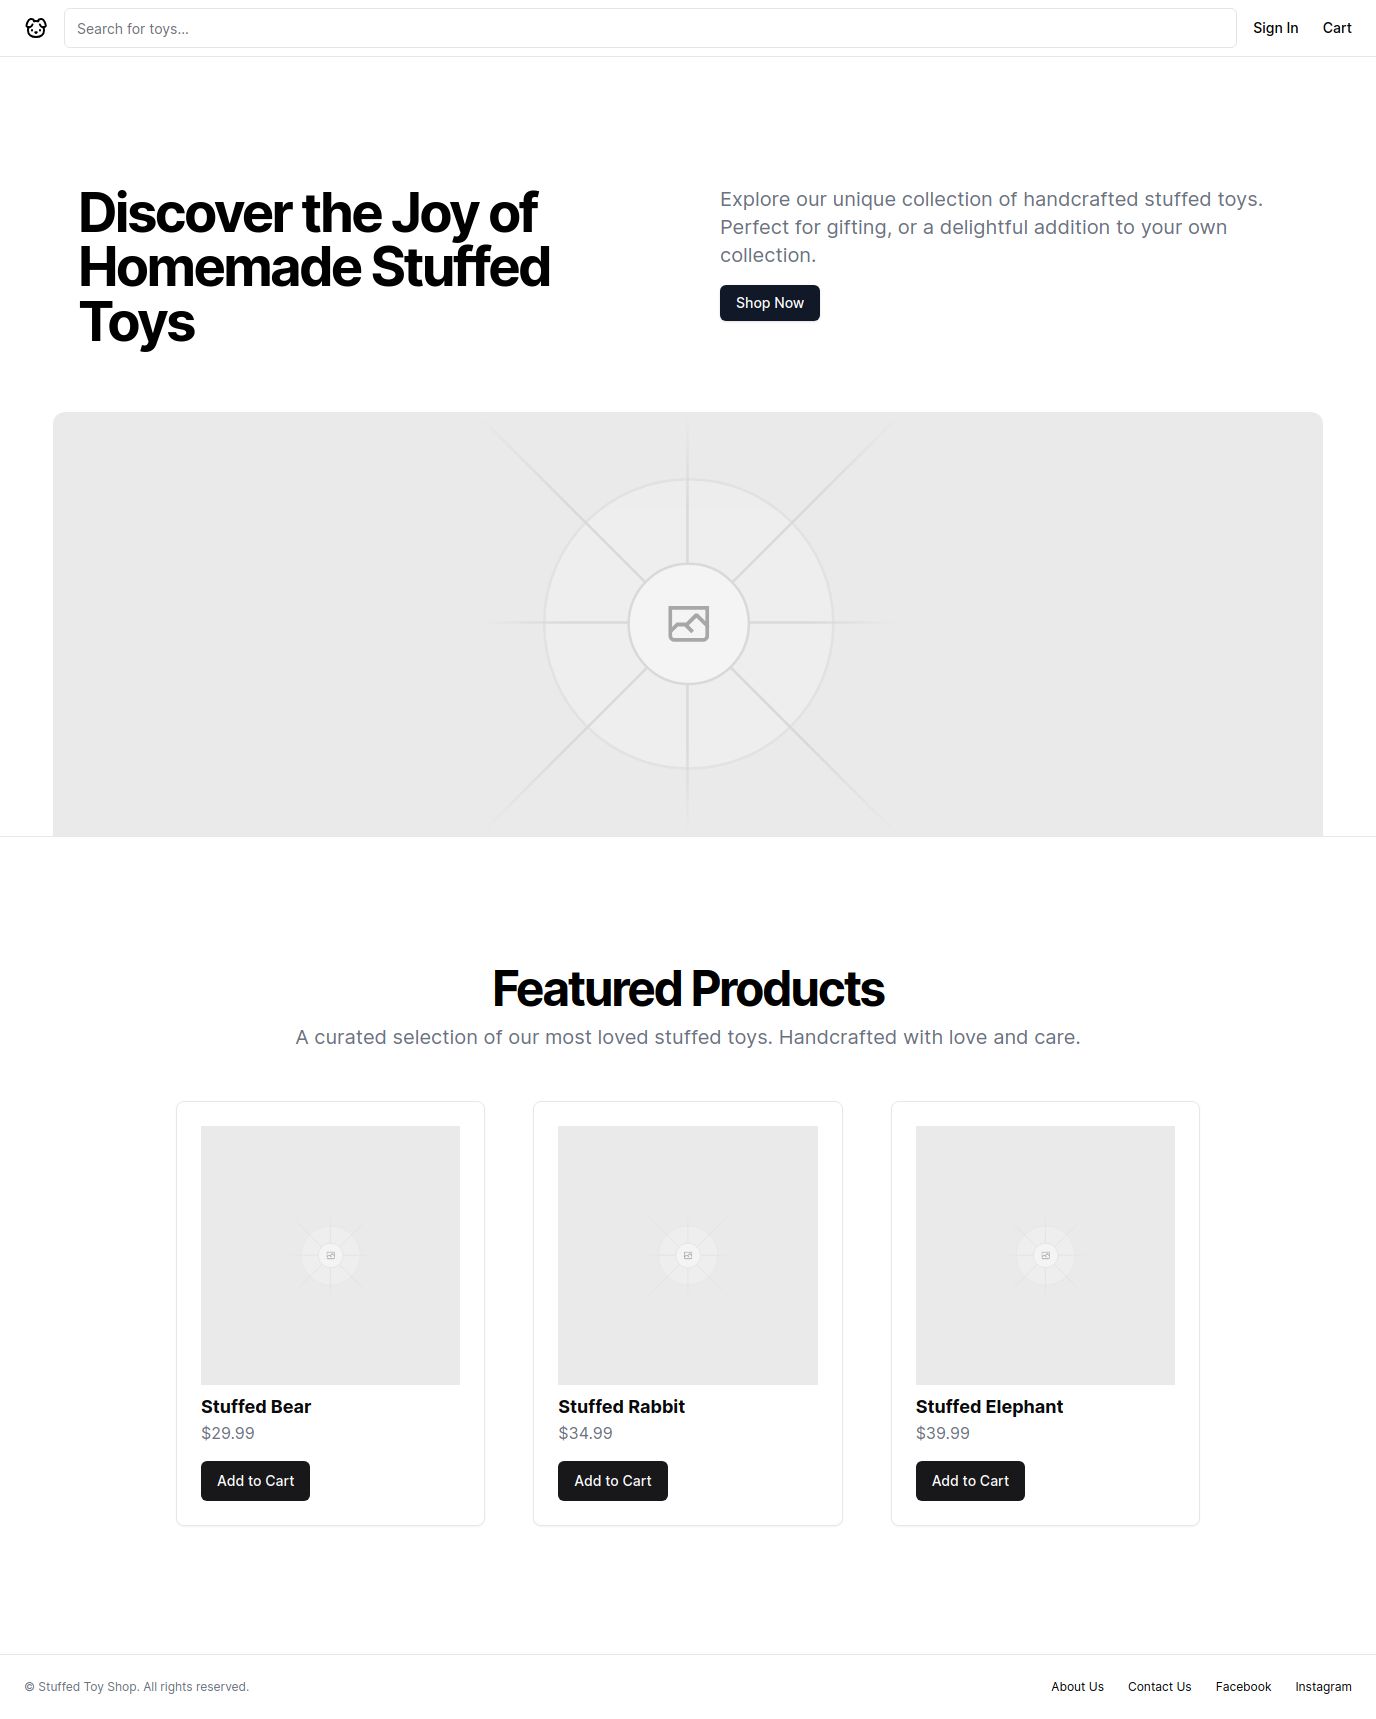 Search for toys...
Sign In
Cart
Discover the Joy of
Homemade Stuffed
Toys
Explore our unique collection of handcrafted stuffed toys.
Perfect for gifting, or a delightful addition to your own
collection.
Shop Now
Featured Products
A curated selection of our most loved stuffed toys. Handcrafted with love and care.
Stuffed Bear
$29.99
Add to Cart
Stuffed Rabbit
$34.99
Add to Cart
Stuffed Elephant
$39.99
Add to Cart
© Stuffed Toy Shop. All rights reserved.
About Us
Contact Us
Facebook
Instagram